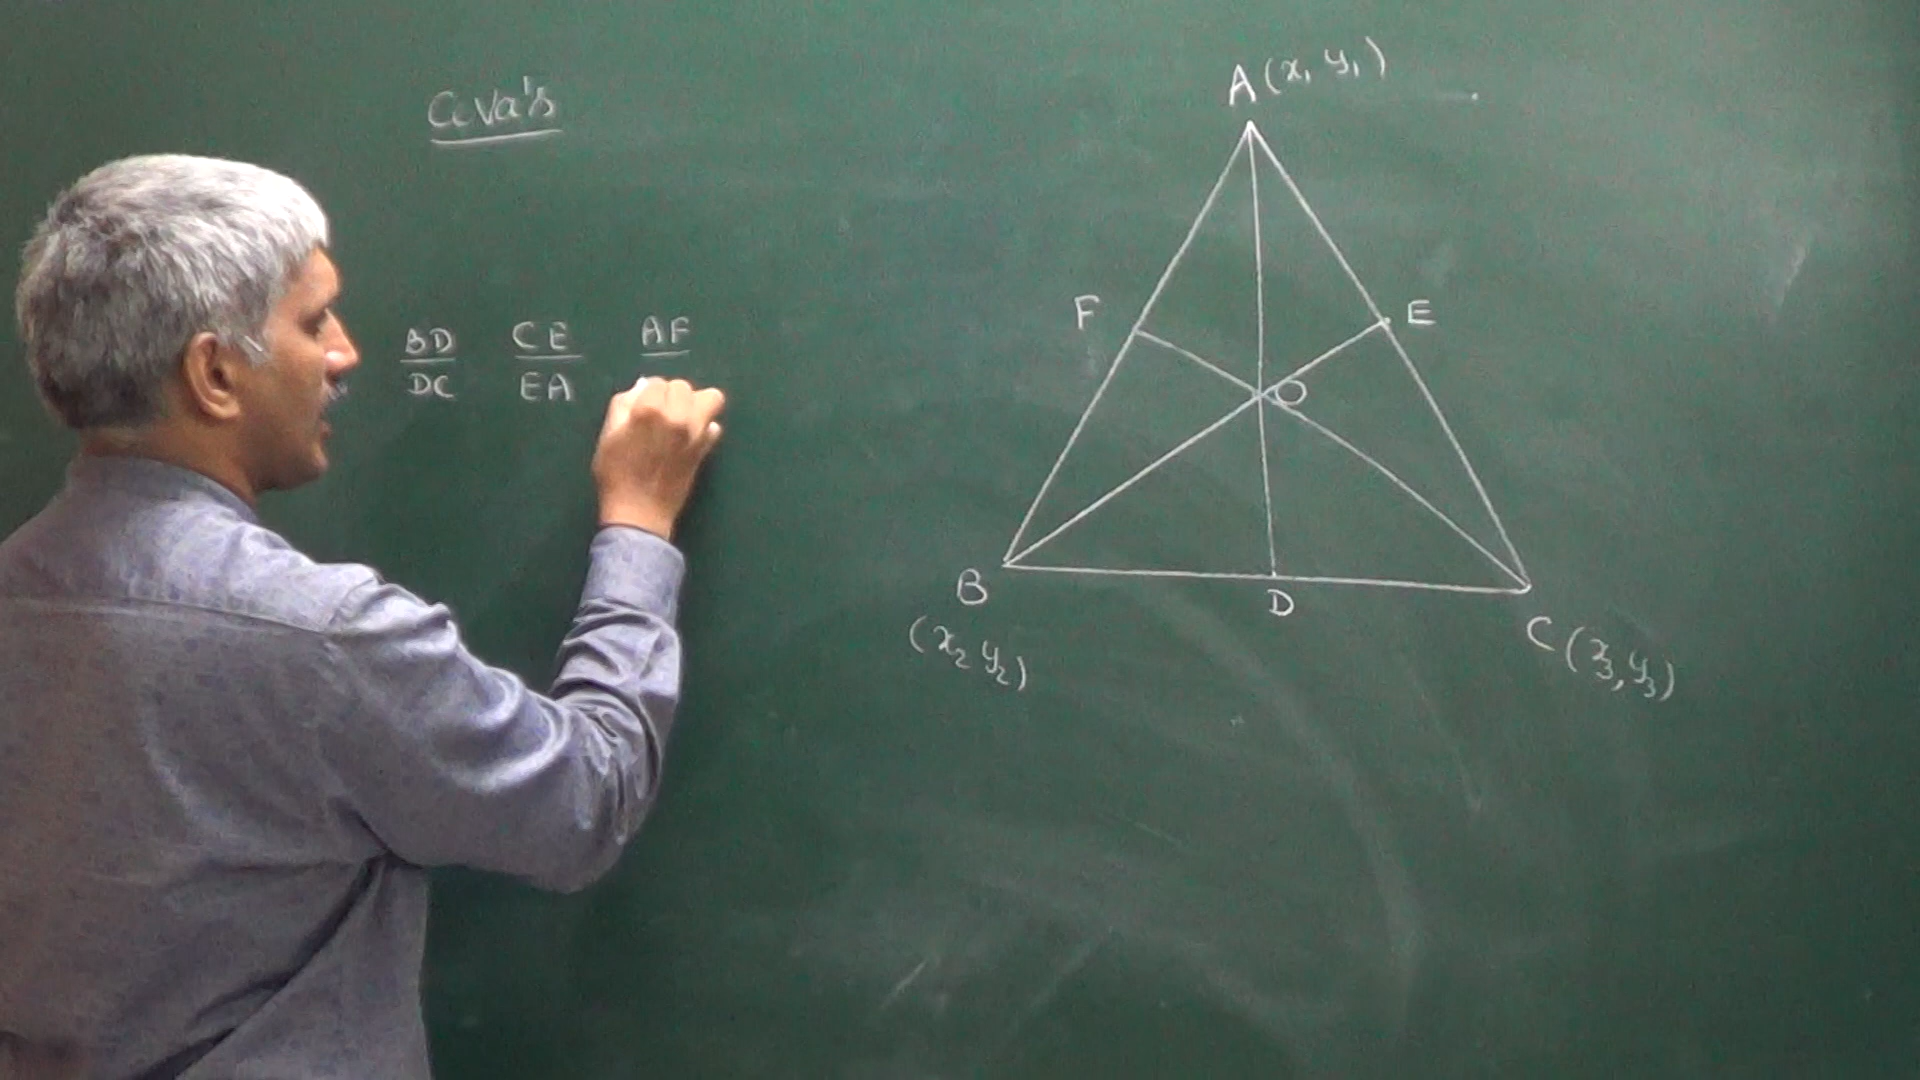 Ceva's
A (x₁ y₁)
BD CE AF
DC EA
F E
O
B D
(x₂ y₂)
C (x₃, y₃)